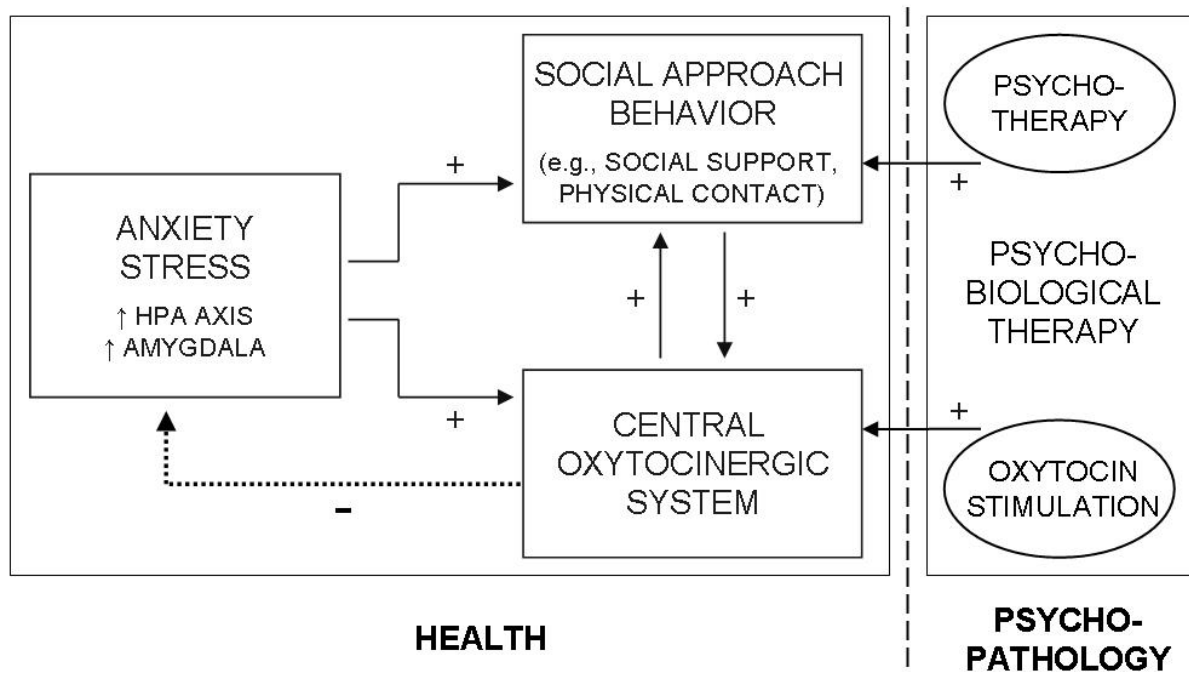 SOCIAL APPROACH
BEHAVIOR
(e.g., SOCIAL SUPPORT,
PHYSICAL CONTACT)
ANXIETY
STRESS
↑ HPA AXIS
↑ AMYGDALA
CENTRAL
OXYTOCINERGIC
SYSTEM
+
+
+
+
-
HEALTH
PSYCHO-
THERAPY
+
PSYCHO-
BIOLOGICAL
THERAPY
+
OXYTOCIN
STIMULATION
PSYCHO-
PATHOLOGY